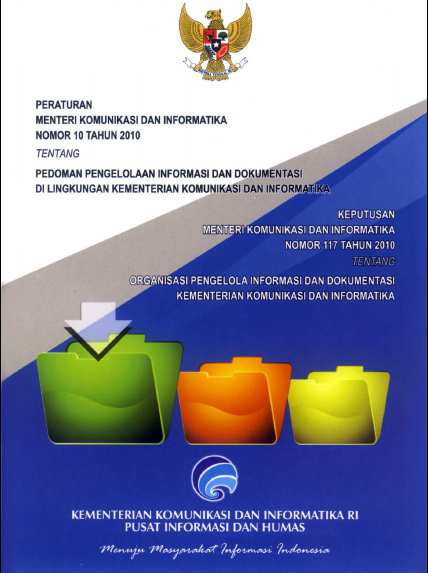 PERATURAN
MENTERI KOMUNIKASI DAN INFORMATIKA
NOMOR 10 TAHUN 2010
TENTANG
PEDOMAN PENGELOLAAN INFORMASI DAN DOKUMENTASI
DI LINGKUNGAN KEMENTERIAN KOMUNIKASI DAN INFORMATIKA
KEPUTUSAN
MENTERI KOMUNIKASI DAN INFORMATIKA
NOMOR 117 TAHUN 2010
TENTANG
ORGANISASI PENGELOLA INFORMASI DAN DOKUMENTASI
KEMENTERIAN KOMUNIKASI DAN INFORMATIKA
KEMENTERIAN KOMUNIKASI DAN INFORMATIKA RI
PUSAT INFORMASI DAN HUMAS
Menuju Masyarakat Informasi Indonesia